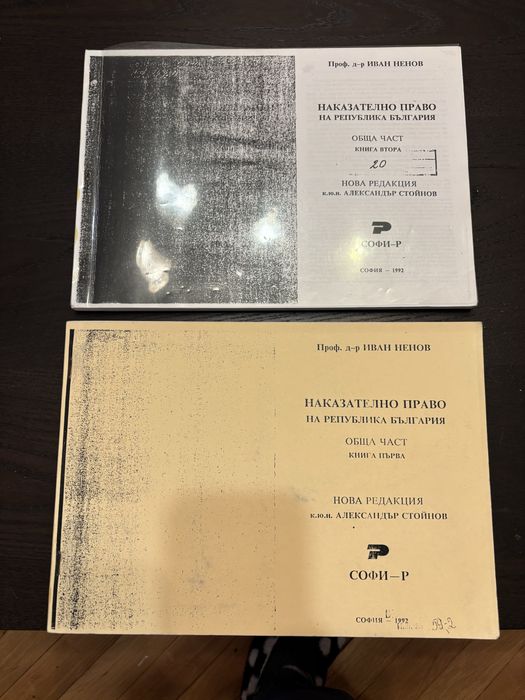 Проф. д-р ИВАН НЕНОВ
НАКАЗАТЕЛНО ПРАВО
НА РЕПУБЛИКА БЪЛГАРИЯ
ОБЩА ЧАСТ
КНИГА ВТОРА
20
НОВА РЕДАКЦИЯ
к.ю.н. АЛЕКСАНДЪР СТОЙНОВ
СОФИ–Р
СОФИЯ – 1992
Проф. д-р ИВАН НЕНОВ
НАКАЗАТЕЛНО ПРАВО
НА РЕПУБЛИКА БЪЛГАРИЯ
ОБЩА ЧАСТ
КНИГА ПЪРВА
НОВА РЕДАКЦИЯ
к.ю.н. АЛЕКСАНДЪР СТОЙНОВ
СОФИ–Р
СОФИЯ – 1992